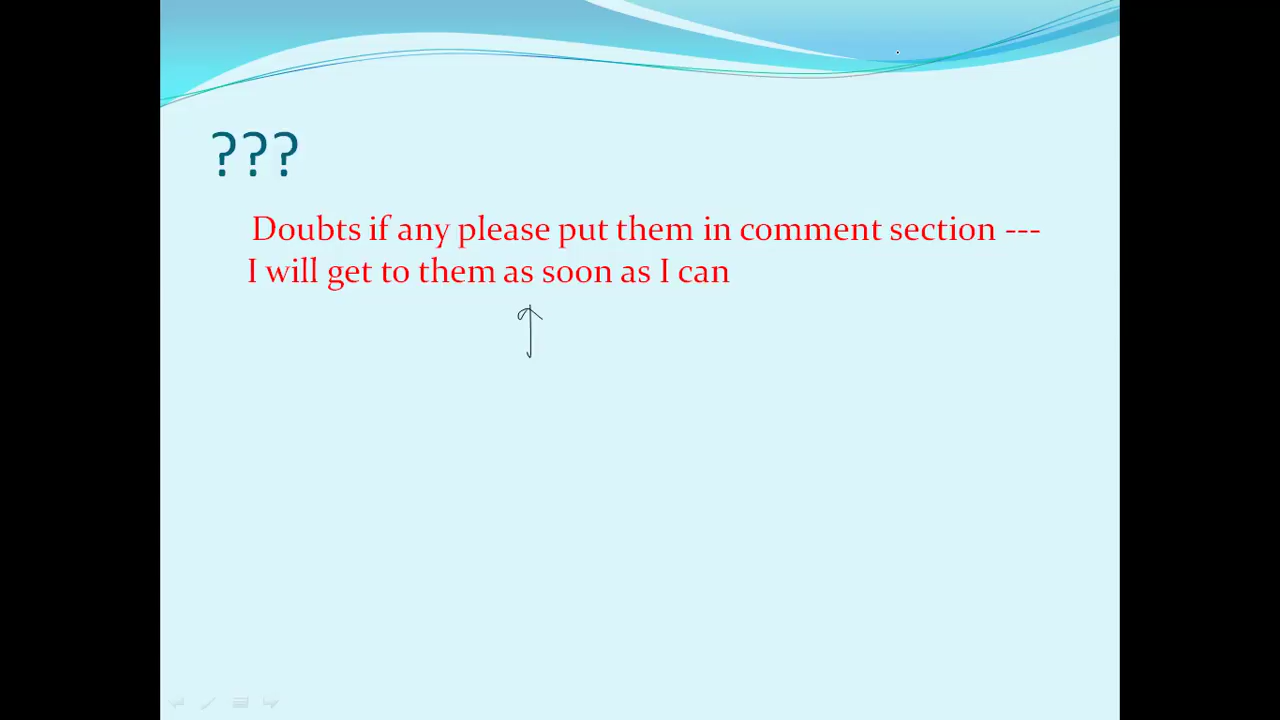 ???
Doubts if any please put them in comment section ---
I will get to them as soon as I can